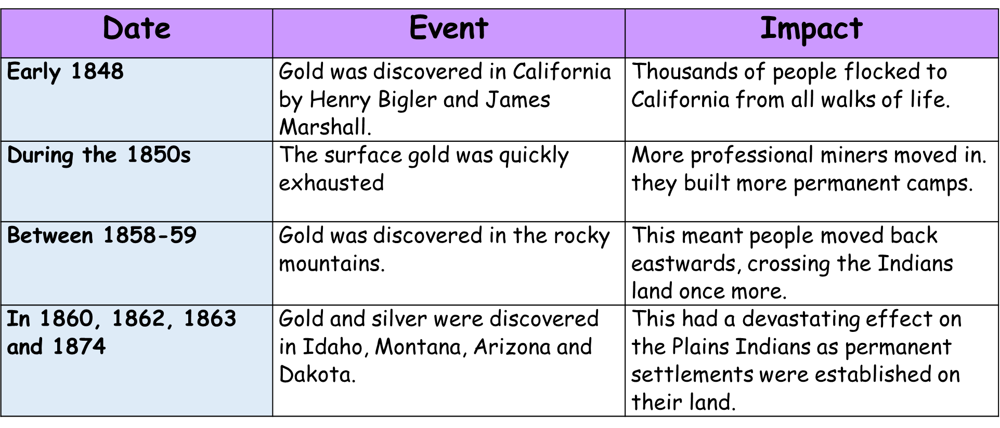 Date
Event
Impact
Early 1848
Gold was discovered in California
by Henry Bigler and James
Marshall.
Thousands of people flocked to
California from all walks of life.
During the 1850s
The surface gold was quickly
exhausted
More professional miners moved in.
they built more permanent camps.
Between 1858-59
Gold was discovered in the rocky
mountains.
This meant people moved back
eastwards, crossing the Indians
land once more.
In 1860, 1862, 1863
and 1874
Gold and silver were discovered
in Idaho, Montana, Arizona and
Dakota.
This had a devastating effect on
the Plains Indians as permanent
settlements were established on
their land.